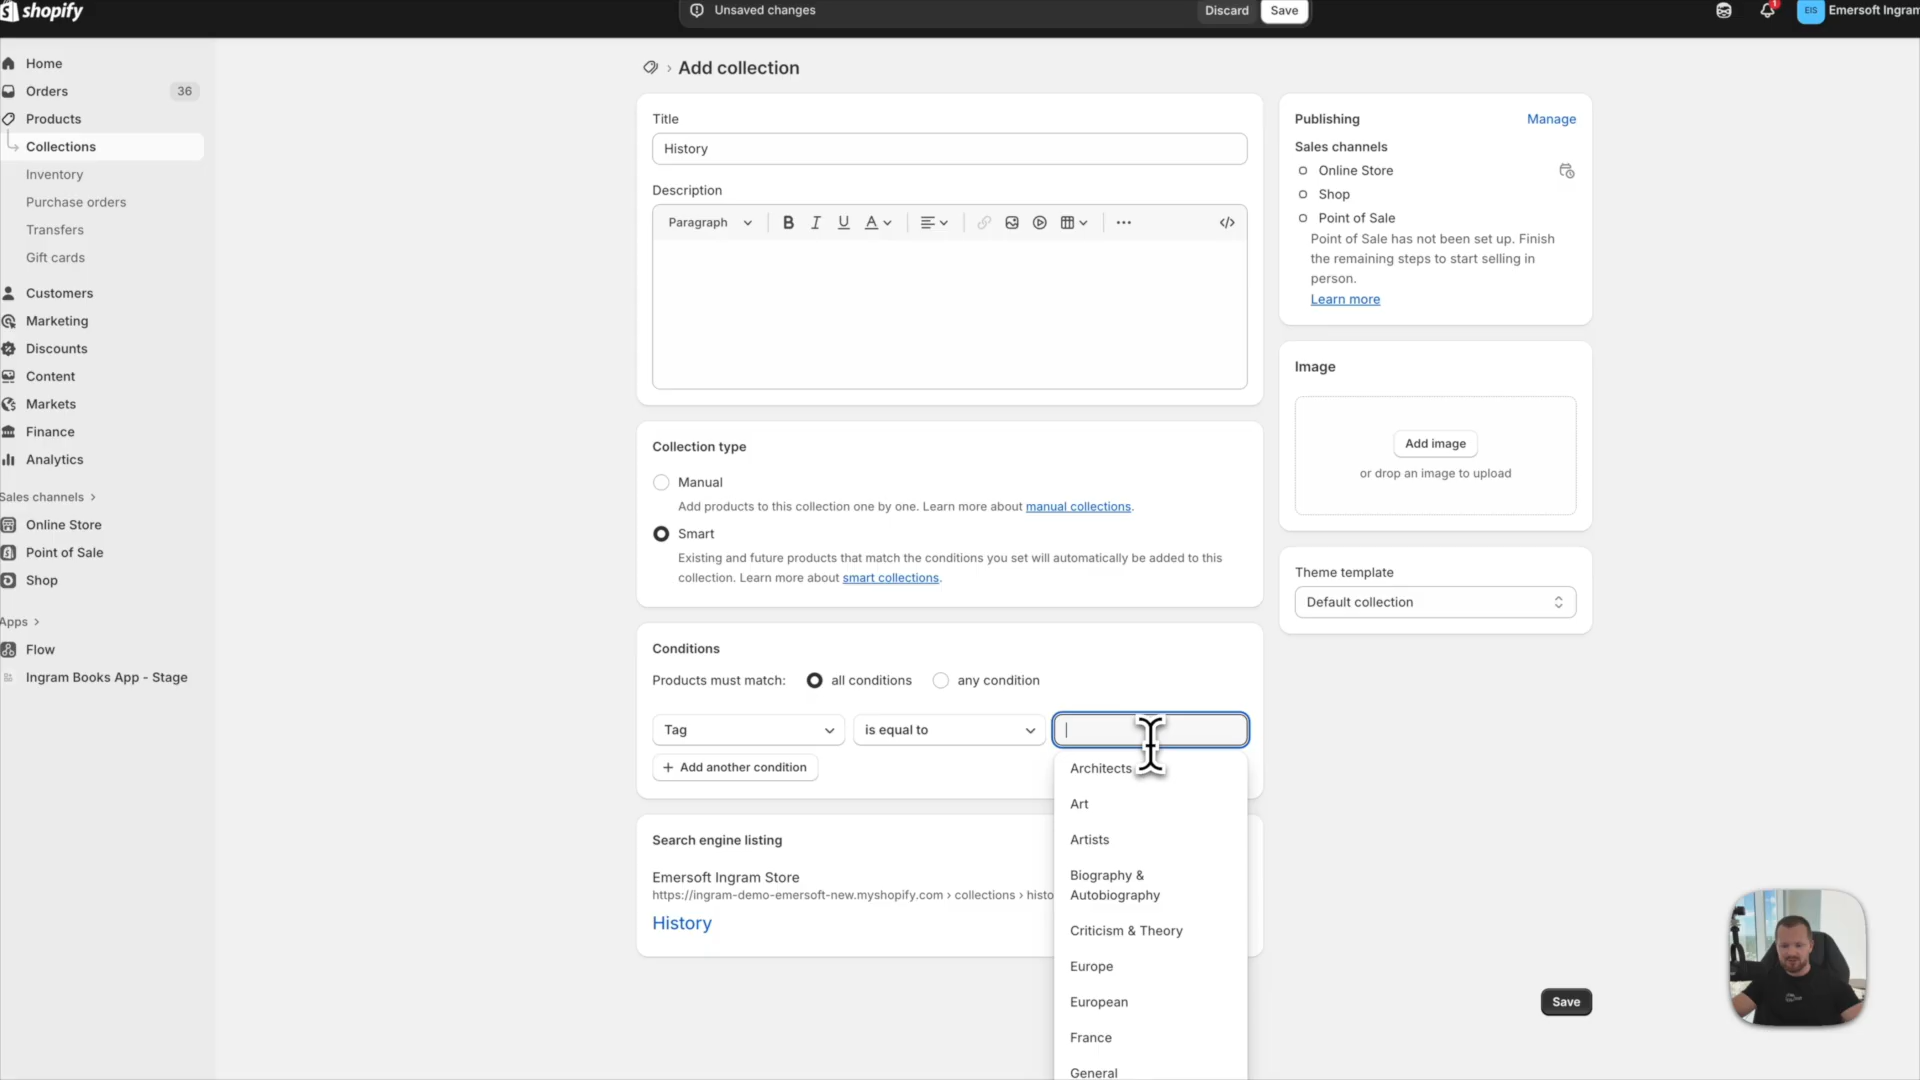 shopify
Unsaved changes
Discard
Save
1
EIS
Emersoft Ingram
Home
Orders
36
Products
Collections
Inventory
Purchase orders
Transfers
Gift cards
Customers
Marketing
Discounts
Content
Markets
Finance
Analytics
Sales channels
Online Store
Point of Sale
Shop
Apps
Flow
Ingram Books App - Stage
Add collection
Title
History
Description
Paragraph
Collection type
Manual
Add products to this collection one by one. Learn more about manual collections.
Smart
Existing and future products that match the conditions you set will automatically be added to this
collection. Learn more about smart collections.
Conditions
Products must match:
all conditions
any condition
Tag
is equal to
+ Add another condition
Architects
Art
Artists
Biography &
Autobiography
Criticism & Theory
Europe
European
France
General
Search engine listing
Emersoft Ingram Store
https://ingram-demo-emersoft-new.myshopify.com › collections › histo
History
Publishing
Manage
Sales channels
Online Store
Shop
Point of Sale
Point of Sale has not been set up. Finish
the remaining steps to start selling in
person.
Learn more
Image
Add image
or drop an image to upload
Theme template
Default collection
Save